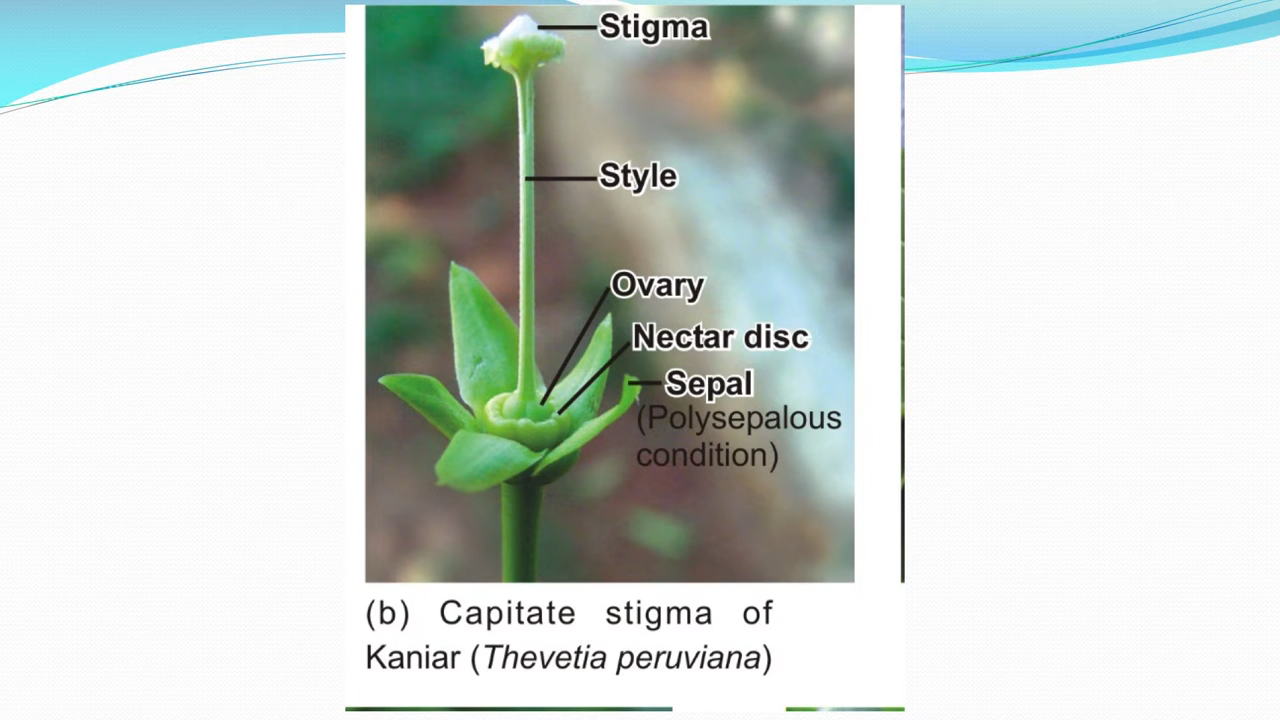 Stigma
Style
Ovary
Nectar disc
Sepal
(Polysepalous
condition)
(b) Capitate stigma of
Kaniar (Thevetia peruviana)